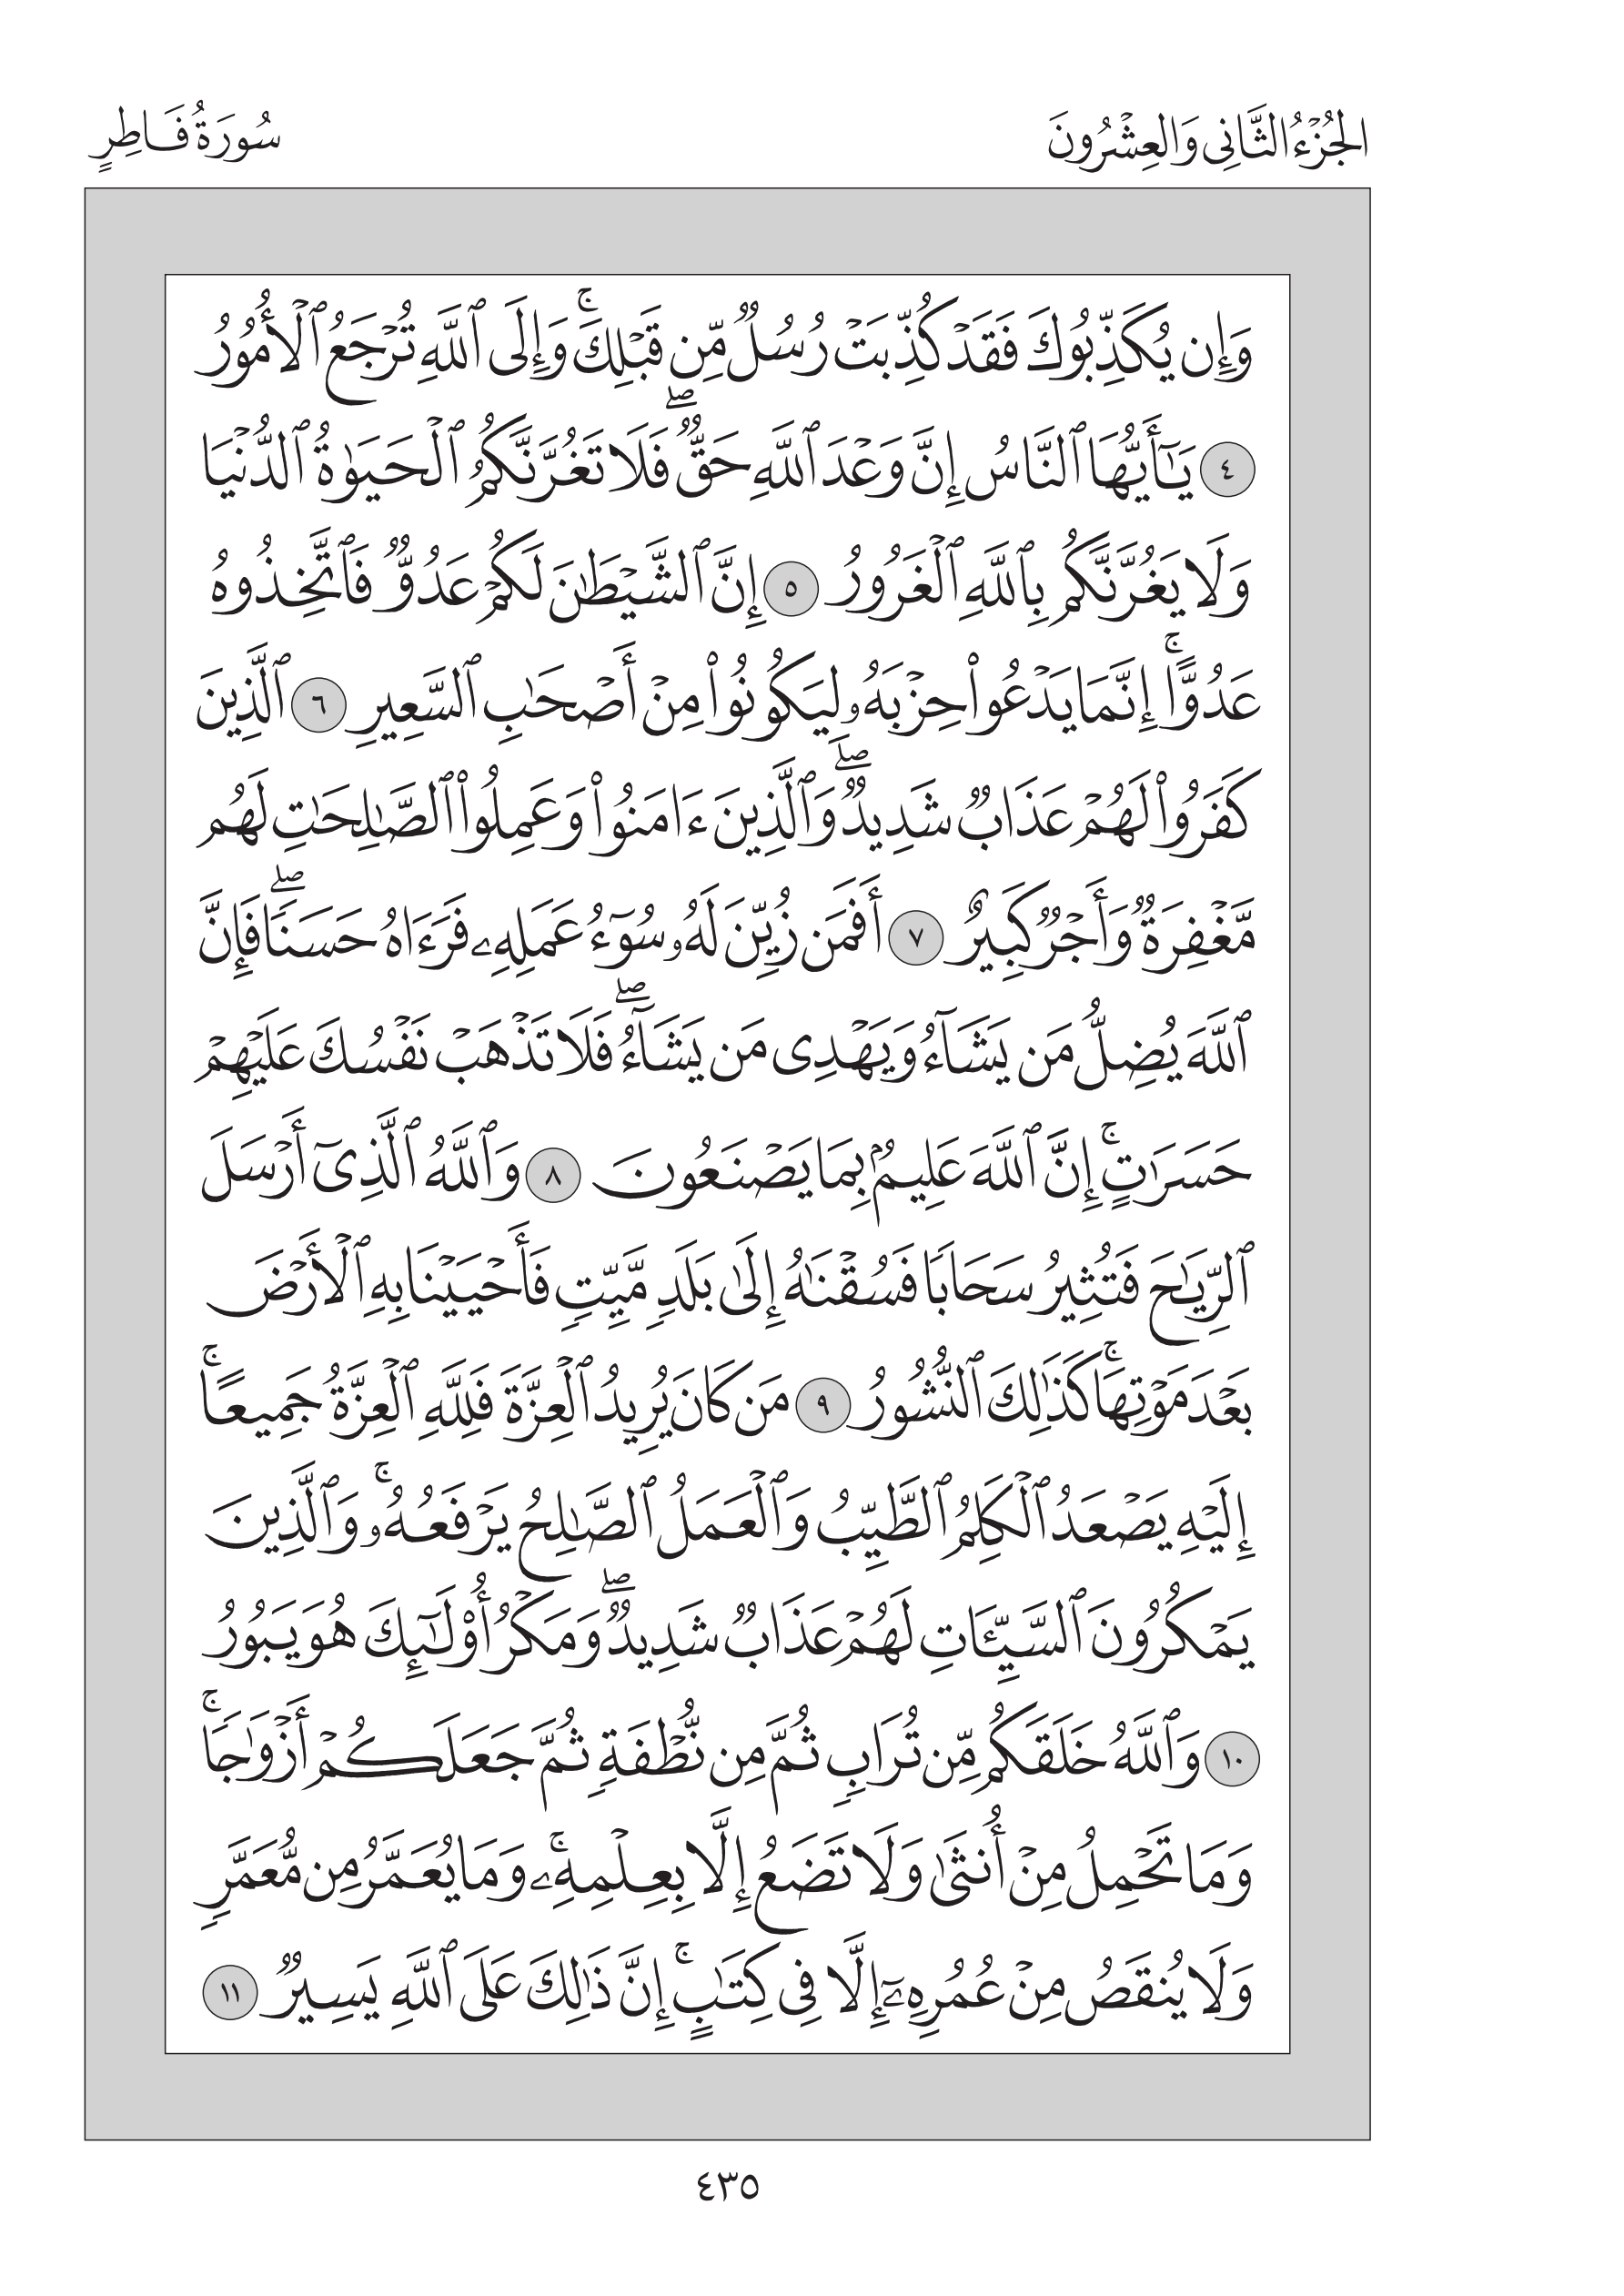 الجُزْءُ الثَّانِي وَالعِشْرُونَ
سُورَةُ فَاطِرٍ
وَإِن يُكَذِّبُوكَ فَقَدْ كُذِّبَتْ رُسُلٌ مِّن قَبْلِكَ ۚ وَإِلَى ٱللَّهِ تُرْجَعُ ٱلْأُمُورُ
٤ يَـٰٓأَيُّهَا ٱلنَّاسُ إِنَّ وَعْدَ ٱللَّهِ حَقٌّ ۖ فَلَا تَغُرَّنَّكُمُ ٱلْحَيَوٰةُ ٱلدُّنْيَا
وَلَا يَغُرَّنَّكُم بِٱللَّهِ ٱلْغَرُورُ ٥ إِنَّ ٱلشَّيْطَـٰنَ لَكُمْ عَدُوٌّ فَٱتَّخِذُوهُ
عَدُوًّا ۚ إِنَّمَا يَدْعُوا۟ حِزْبَهُۥ لِيَكُونُوا۟ مِنْ أَصْحَـٰبِ ٱلسَّعِيرِ ٦ ٱلَّذِينَ
كَفَرُوا۟ لَهُمْ عَذَابٌ شَدِيدٌ ۖ وَٱلَّذِينَ ءَامَنُوا۟ وَعَمِلُوا۟ ٱلصَّـٰلِحَـٰتِ لَهُم
مَّغْفِرَةٌ وَأَجْرٌ كَبِيرٌ ٧ أَفَمَن زُيِّنَ لَهُۥ سُوٓءُ عَمَلِهِۦ فَرَءَاهُ حَسَنًا ۖ فَإِنَّ
ٱللَّهَ يُضِلُّ مَن يَشَآءُ وَيَهْدِى مَن يَشَآءُ ۖ فَلَا تَذْهَبْ نَفْسُكَ عَلَيْهِمْ
حَسَرَٰتٍ ۚ إِنَّ ٱللَّهَ عَلِيمٌۢ بِمَا يَصْنَعُونَ ٨ وَٱللَّهُ ٱلَّذِىٓ أَرْسَلَ
ٱلرِّيَـٰحَ فَتُثِيرُ سَحَابًا فَسُقْنَـٰهُ إِلَىٰ بَلَدٍ مَّيِّتٍ فَأَحْيَيْنَا بِهِ ٱلْأَرْضَ
بَعْدَ مَوْتِهَا ۚ كَذَٰلِكَ ٱلنُّشُورُ ٩ مَن كَانَ يُرِيدُ ٱلْعِزَّةَ فَلِلَّهِ ٱلْعِزَّةُ جَمِيعًا ۚ
إِلَيْهِ يَصْعَدُ ٱلْكَلِمُ ٱلطَّيِّبُ وَٱلْعَمَلُ ٱلصَّـٰلِحُ يَرْفَعُهُۥ ۚ وَٱلَّذِينَ
يَمْكُرُونَ ٱلسَّيِّـَٔاتِ لَهُمْ عَذَابٌ شَدِيدٌ ۖ وَمَكْرُ أُو۟لَـٰٓئِكَ هُوَ يَبُورُ
١٠ وَٱللَّهُ خَلَقَكُم مِّن تُرَابٍ ثُمَّ مِن نُّطْفَةٍ ثُمَّ جَعَلَكُمْ أَزْوَٰجًا ۚ
وَمَا تَحْمِلُ مِنْ أُنثَىٰ وَلَا تَضَعُ إِلَّا بِعِلْمِهِۦ ۚ وَمَا يُعَمَّرُ مِن مُّعَمَّرٍ
وَلَا يُنقَصُ مِنْ عُمُرِهِۦٓ إِلَّا فِى كِتَـٰبٍ ۚ إِنَّ ذَٰلِكَ عَلَى ٱللَّهِ يَسِيرٌ ١١
٤٣٥